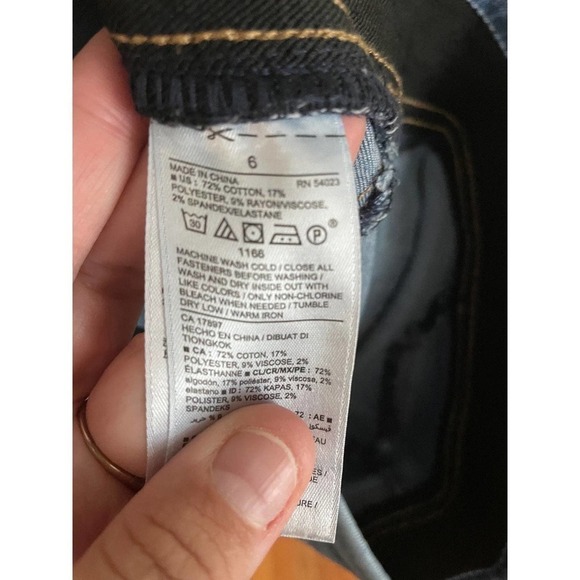 6
MADE IN CHINA RN 54023
■ US : 72% COTTON, 17%
POLYESTER, 9% RAYON/VISCOSE,
2% SPANDEX/ELASTANE
30 P
1166
MACHINE WASH COLD / CLOSE ALL
FASTENERS BEFORE WASHING /
WASH AND DRY INSIDE OUT WITH
LIKE COLORS / ONLY NON-CHLORINE
BLEACH WHEN NEEDED / TUMBLE
DRY LOW / WARM IRON
CA 17897
HECHO EN CHINA / DIBUAT DI
TIONGKOK
■ CA : 72% COTON, 17%
POLYESTER, 9% VISCOSE, 2%
ÉLASTHANNE ■ CL/CR/MX/PE : 72%
algodón, 17% poliéster, 9% viscosa, 2%
elastano ■ ID : 72% KAPAS, 17%
POLISTER, 9% VISCOSE, 2%
SPANDEKS
72 : AE ■